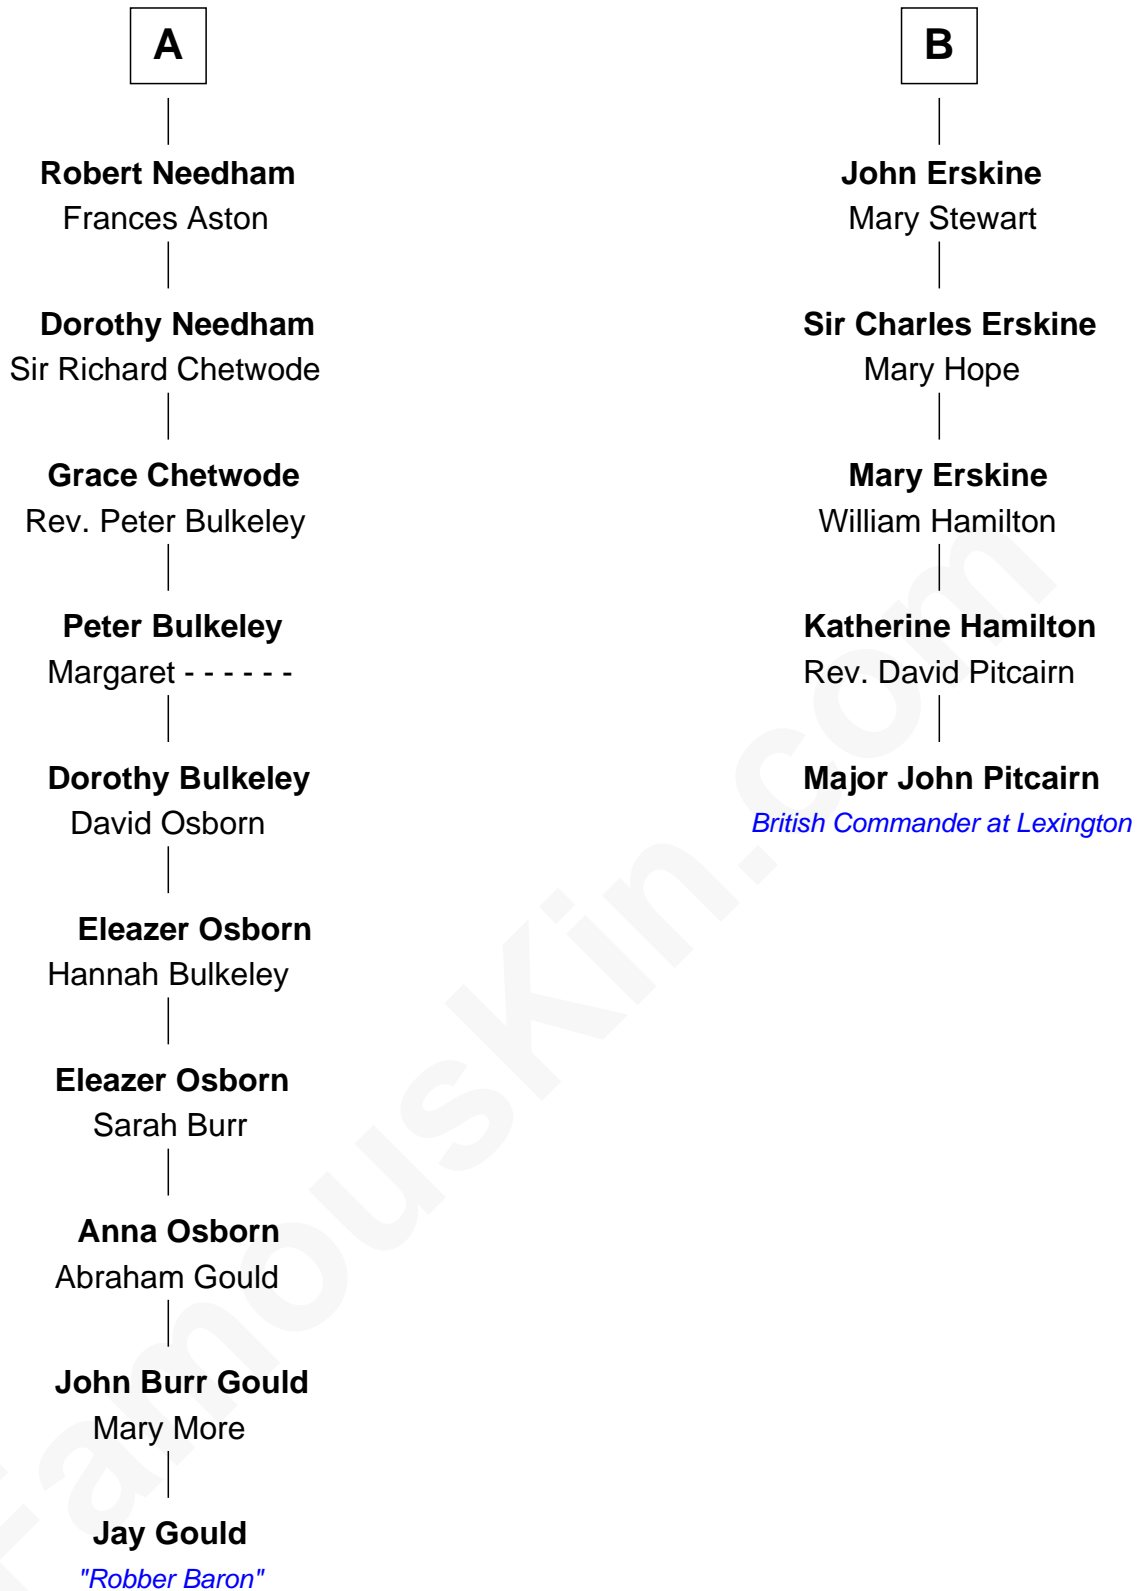 A
Robert Needham
Frances Aston
Dorothy Needham
Sir Richard Chetwode
Grace Chetwode
Rev. Peter Bulkeley
Peter Bulkeley
Margaret - - - - - -
Dorothy Bulkeley
David Osborn
Eleazer Osborn
Hannah Bulkeley
Eleazer Osborn
Sarah Burr
Anna Osborn
Abraham Gould
John Burr Gould
Mary More
Jay Gould
"Robber Baron"
B
John Erskine
Mary Stewart
Sir Charles Erskine
Mary Hope
Mary Erskine
William Hamilton
Katherine Hamilton
Rev. David Pitcairn
Major John Pitcairn
British Commander at Lexington
FamousKin.com